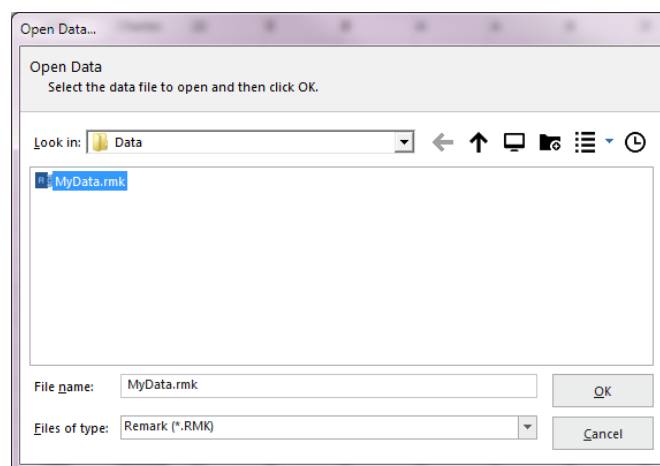 Open Data...
Open Data
Select the data file to open and then click OK.
Look in: Data
MyData.rmk
File name: MyData.rmk
OK
Files of type: Remark (*.RMK)
Cancel